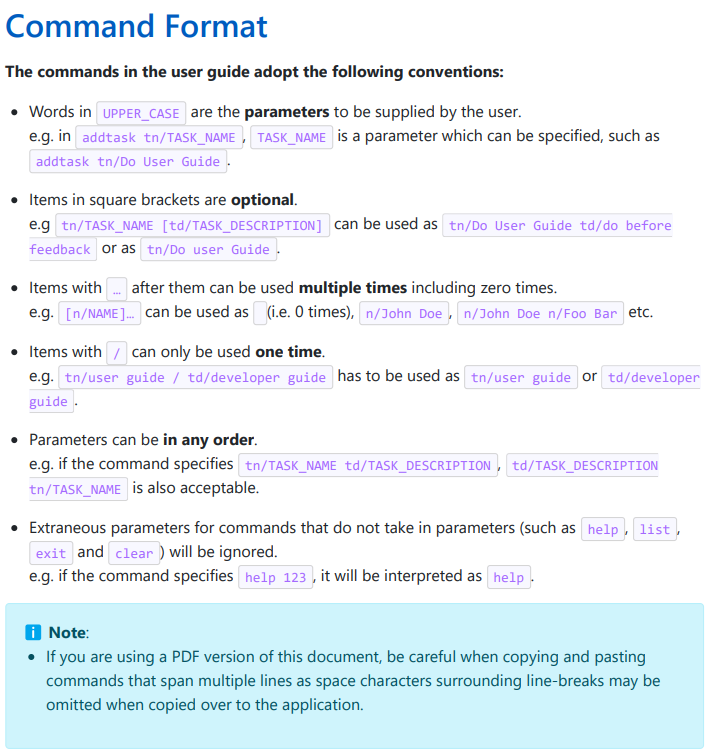 Command Format
The commands in the user guide adopt the following conventions:
• Words in UPPER_CASE are the parameters to be supplied by the user.
e.g. in addtask tn/TASK_NAME , TASK_NAME is a parameter which can be specified, such as
addtask tn/Do User Guide .
• Items in square brackets are optional.
e.g tn/TASK_NAME [td/TASK_DESCRIPTION] can be used as tn/Do User Guide td/do before
feedback or as tn/Do user Guide .
• Items with … after them can be used multiple times including zero times.
e.g. [n/NAME]… can be used as (i.e. 0 times), n/John Doe , n/John Doe n/Foo Bar etc.
• Items with / can only be used one time.
e.g. tn/user guide / td/developer guide has to be used as tn/user guide or td/developer
guide .
• Parameters can be in any order.
e.g. if the command specifies tn/TASK_NAME td/TASK_DESCRIPTION , td/TASK_DESCRIPTION
tn/TASK_NAME is also acceptable.
• Extraneous parameters for commands that do not take in parameters (such as help , list ,
exit and clear ) will be ignored.
e.g. if the command specifies help 123 , it will be interpreted as help .
i Note:
• If you are using a PDF version of this document, be careful when copying and pasting
commands that span multiple lines as space characters surrounding line-breaks may be
omitted when copied over to the application.